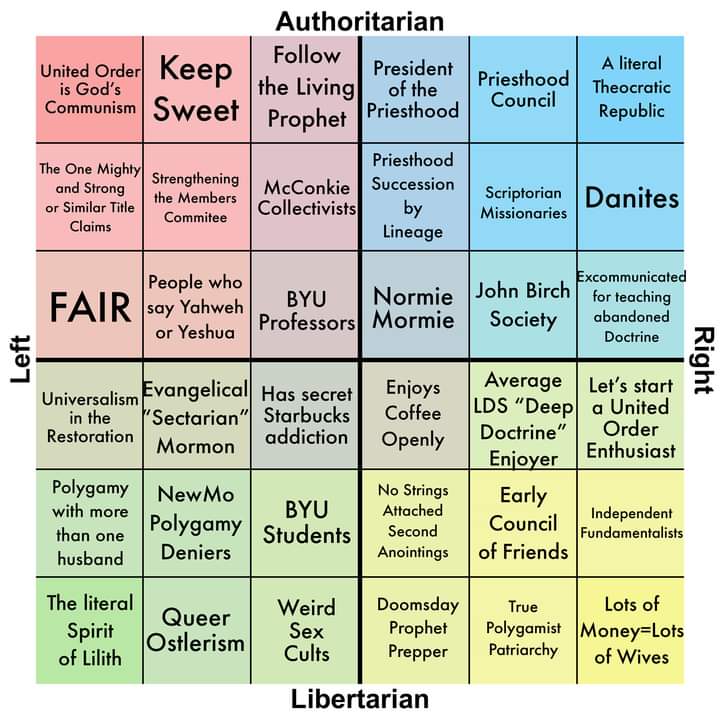 Authoritarian
United Order
is God's
Communism
Keep
Sweet
Follow
the Living
Prophet
President
of the
Priesthood
Priesthood
Council
A literal
Theocratic
Republic
The One Mighty
and Strong
or Similar Title
Claims
Strengthening
the Members
Commitee
McConkie
Collectivists
Priesthood
Succession
by
Lineage
Scriptorian
Missionaries
Danites
FAIR
People who
say Yahweh
or Yeshua
BYU
Professors
Normie
Mormie
John Birch
Society
Excommunicated
for teaching
abandoned
Doctrine
Left
Right
Universalism
in the
Restoration
Evangelical
"Sectarian"
Mormon
Has secret
Starbucks
addiction
Enjoys
Coffee
Openly
Average
LDS "Deep
Doctrine"
Enjoyer
Let's start
a United
Order
Enthusiast
Polygamy
with more
than one
husband
NewMo
Polygamy
Deniers
BYU
Students
No Strings
Attached
Second
Anointings
Early
Council
of Friends
Independent
Fundamentalists
The literal
Spirit
of Lilith
Queer
Ostlerism
Weird
Sex
Cults
Doomsday
Prophet
Prepper
True
Polygamist
Patriarchy
Lots of
Money=Lots
of Wives
Libertarian